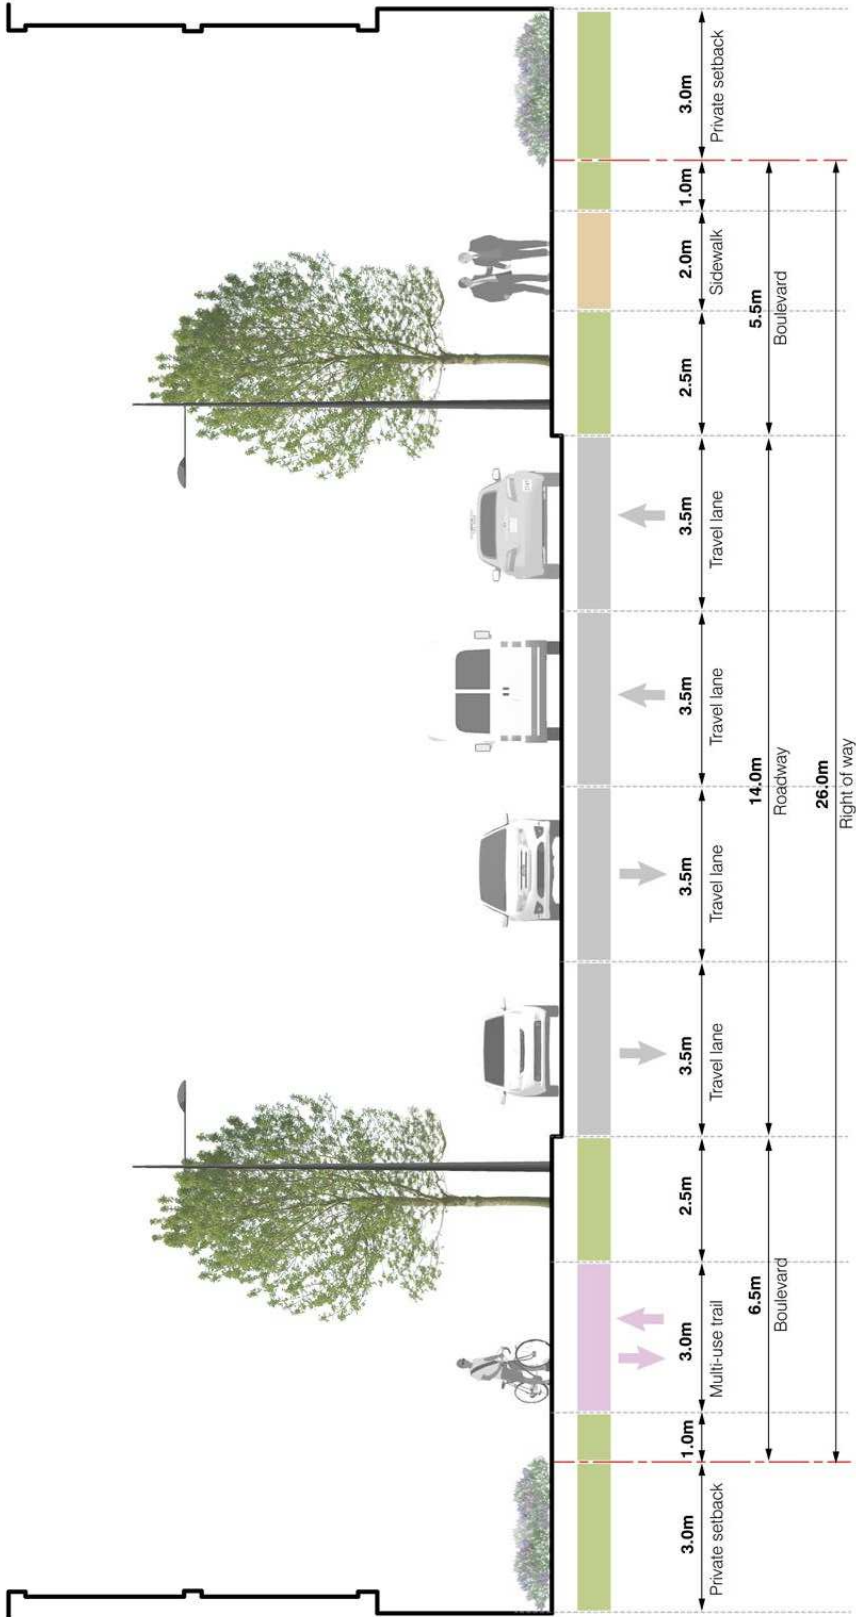 3.0m
Private setback
1.0m
3.0m
Multi-use trail
2.5m
3.5m
Travel lane
3.5m
Travel lane
3.5m
Travel lane
3.5m
Travel lane
2.5m
2.0m
Sidewalk
1.0m
3.0m
Private setback
6.5m
Boulevard
14.0m
Roadway
5.5m
Boulevard
26.0m
Right of way